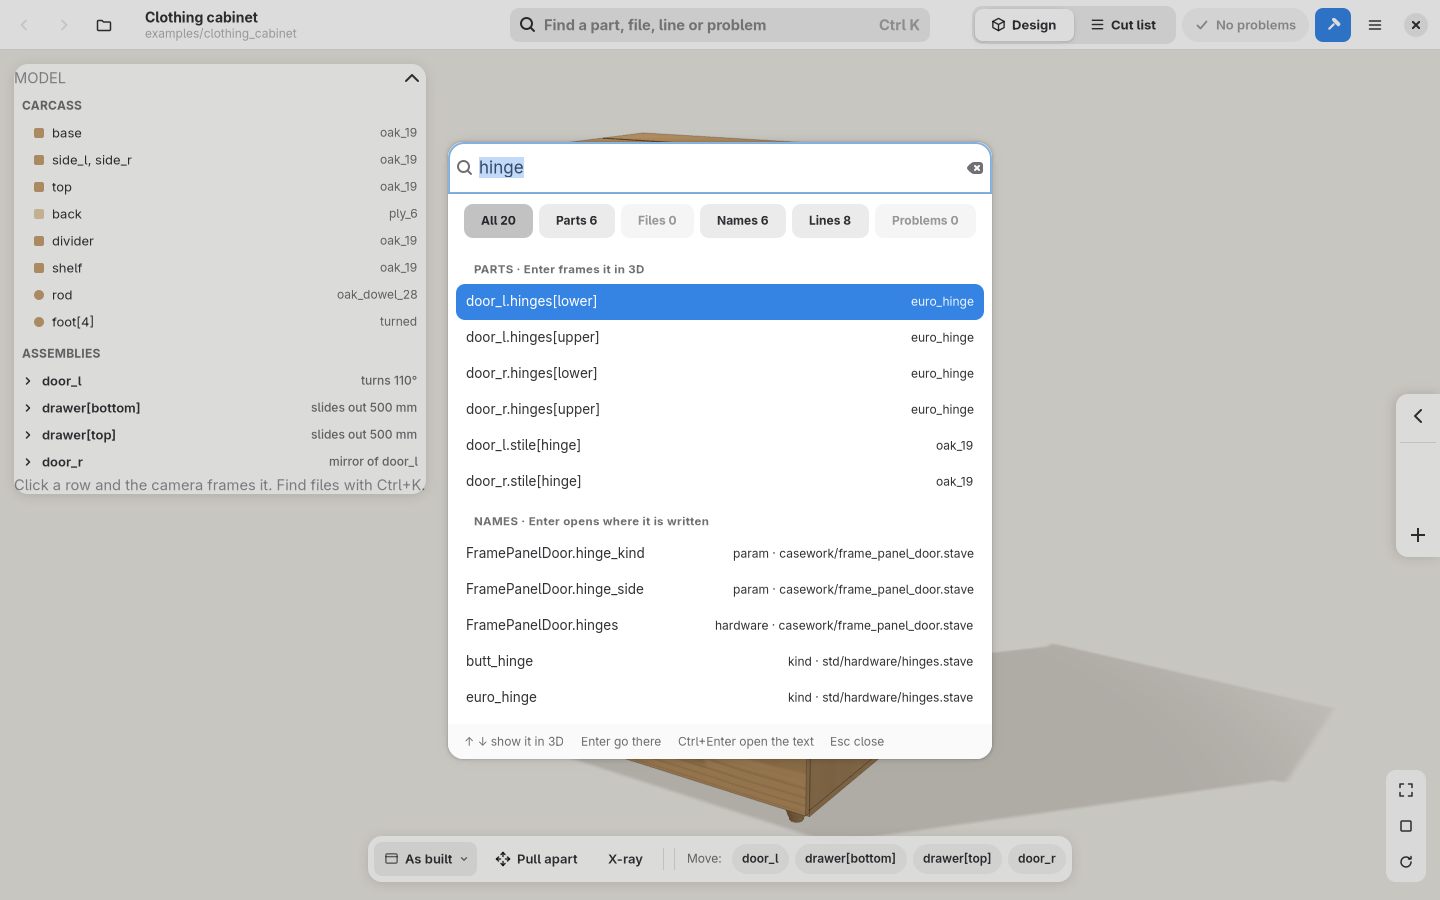 Clothing cabinet
examples/clothing_cabinet
Find a part, file, line or problem Ctrl K
Design
Cut list
No problems
MODEL
CARCASS
base oak_19
side_l, side_r oak_19
top oak_19
back ply_6
divider oak_19
shelf oak_19
rod oak_dowel_28
foot[4] turned
ASSEMBLIES
door_l turns 110°
drawer[bottom] slides out 500 mm
drawer[top] slides out 500 mm
door_r mirror of door_l
Click a row and the camera frames it. Find files with Ctrl+K.
hinge
All 20 Parts 6 Files 0 Names 6 Lines 8 Problems 0
PARTS · Enter frames it in 3D
door_l.hinges[lower] euro_hinge
door_l.hinges[upper] euro_hinge
door_r.hinges[lower] euro_hinge
door_r.hinges[upper] euro_hinge
door_l.stile[hinge] oak_19
door_r.stile[hinge] oak_19
NAMES · Enter opens where it is written
FramePanelDoor.hinge_kind param · casework/frame_panel_door.stave
FramePanelDoor.hinge_side param · casework/frame_panel_door.stave
FramePanelDoor.hinges hardware · casework/frame_panel_door.stave
butt_hinge kind · std/hardware/hinges.stave
euro_hinge kind · std/hardware/hinges.stave
↑ ↓ show it in 3D Enter go there Ctrl+Enter open the text Esc close
As built Pull apart X-ray Move: door_l drawer[bottom] drawer[top] door_r